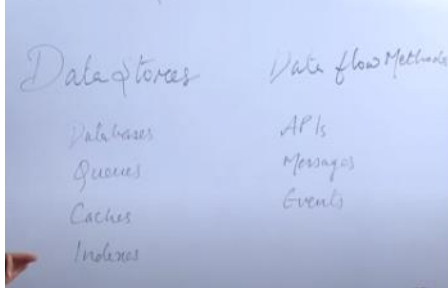 Data Stores
Databases
Queues
Caches
Indexes
Data flow Methods
APIs
Messages
Events